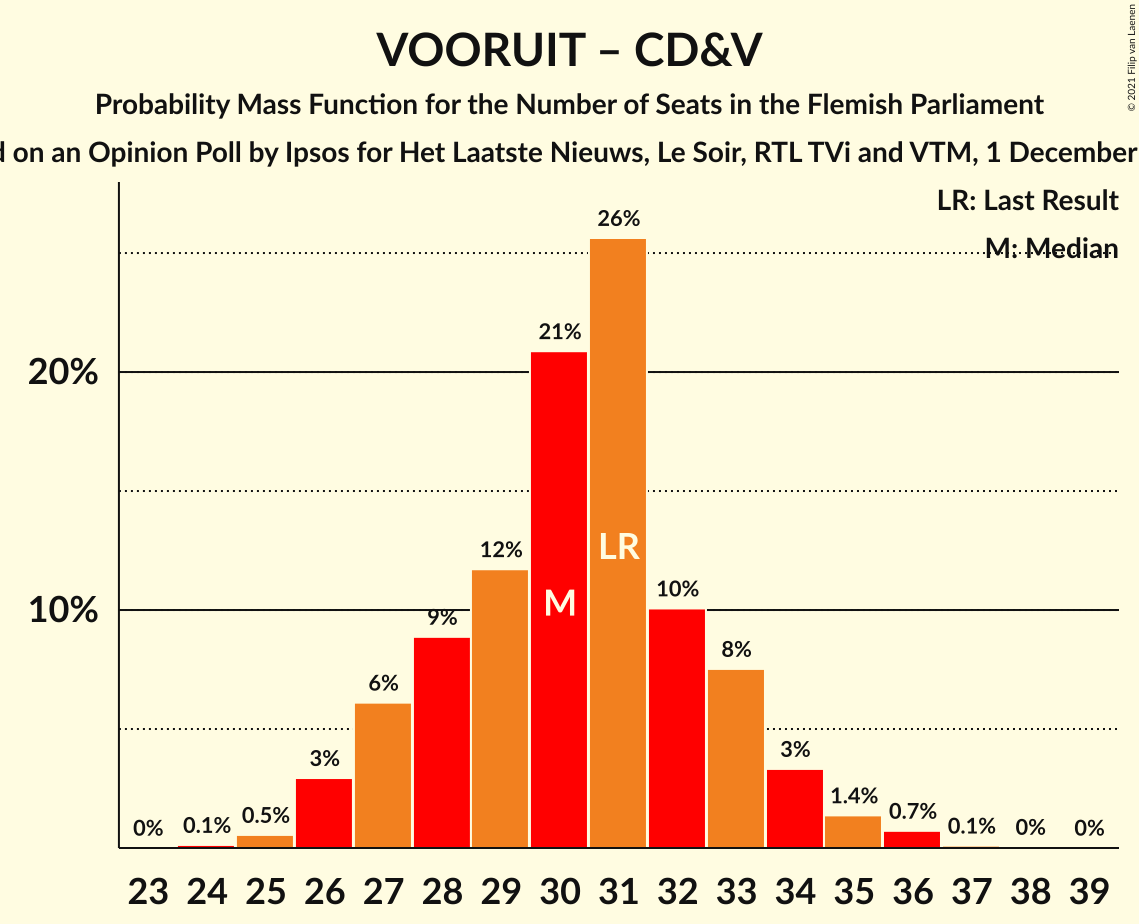 VOORUIT – CD&V
Probability Mass Function for the Number of Seats in the Flemish Parliament
on an Opinion Poll by Ipsos for Het Laatste Nieuws, Le Soir, RTL TVi and VTM, 1 December
© 2021 Filip van Laenen
LR: Last Result
M: Median
20%
10%
0%
0.1%
0.5%
3%
6%
9%
12%
21%
26%
10%
8%
3%
1.4%
0.7%
0.1%
0%
0%
M
LR
23 24 25 26 27 28 29 30 31 32 33 34 35 36 37 38 39